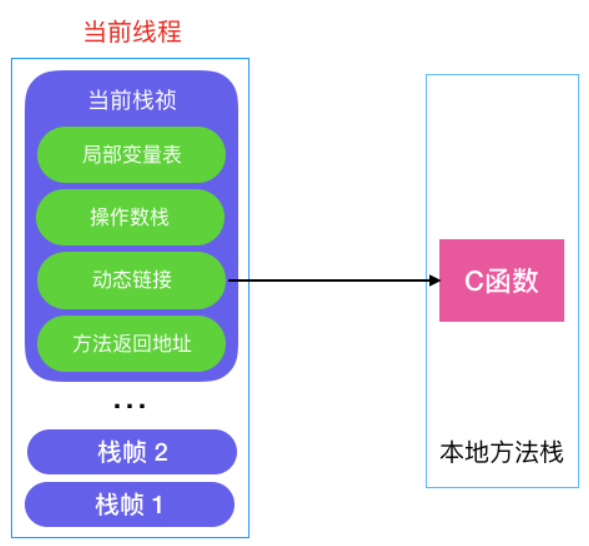 当前线程
当前栈祯
局部变量表
操作数栈
动态链接
方法返回地址
...
栈帧 2
栈帧 1
C函数
本地方法栈